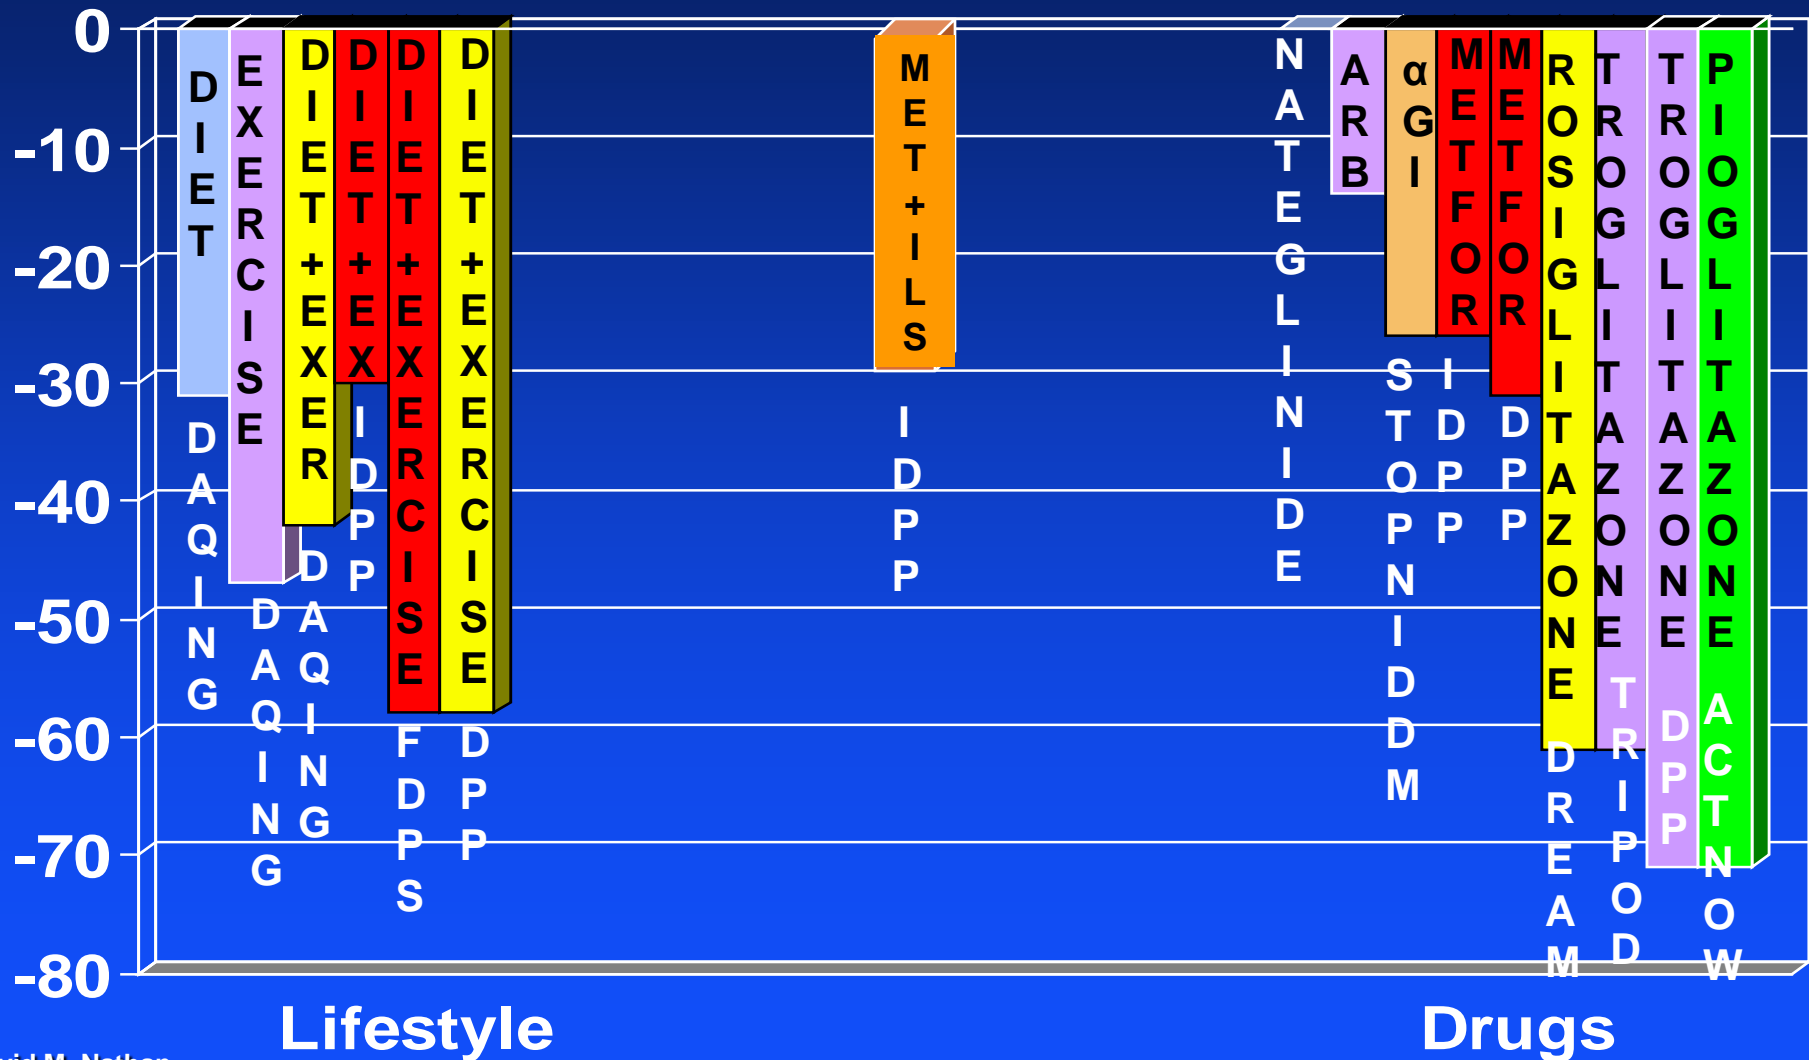 0
-10
-20
-30
-40
-50
-60
-70
-80
DIET
DAQING
EXERCISE
DAQING
DIET+EXER
DAQING
DIET+EX
IDPP
DIET+EXERCISE
FDPS
DIET+EXERCISE
DPP
MET+ILS
IDPP
NATEGLINIDE
ARB
αGI
STOPNIDDM
METFOR
IDPP
METFOR
DPP
ROSIGLITAZONE
DREAM
TROGLITAZONE
TRIPOD
TROGLITAZONE
DPP
PIOGLITAZONE
ACTNOW
Lifestyle
Drugs